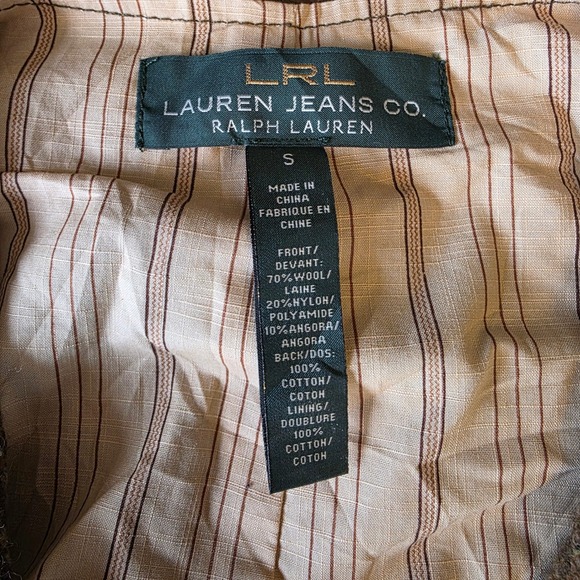 LRL
LAUREN JEANS CO.
RALPH LAUREN
S
MADE IN
CHINA
FABRIQUE EN
CHINE
FRONT/
DEVANT:
70%WOOL/
LAINE
20%NYLON/
POLYAMIDE
10%ANGORA/
ANGORA
BACK/DOS:
100%
COTTON/
COTON
LINING/
DOUBLURE
100%
COTTON/
COTON